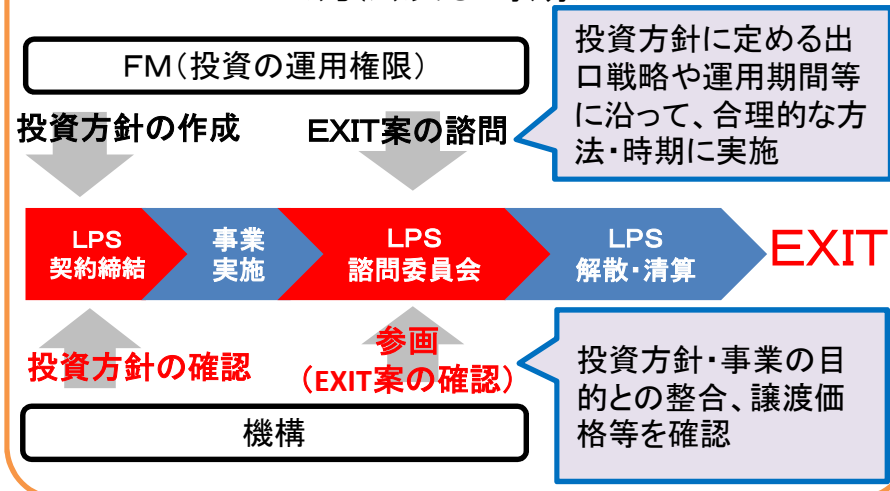 FM(投資の運用権限)
投資方針に定める出
口戦略や運用期間等
に沿って、合理的な方
法・時期に実施
投資方針の作成
EXIT案の諮問
LPS
契約締結
事業
実施
LPS
諮問委員会
LPS
解散・清算
EXIT
投資方針の確認
参画
(EXIT案の確認)
投資方針・事業の目
的との整合、譲渡価
格等を確認
機構